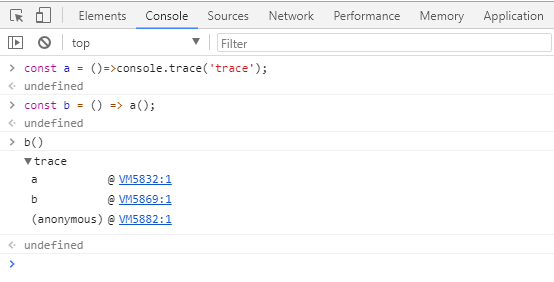 Elements Console Sources Network Performance Memory Application
top Filter
> const a = ()=>console.trace('trace');
undefined
> const b = () => a();
undefined
> b()
▼trace
a @ VM5832:1
b @ VM5869:1
(anonymous) @ VM5882:1
undefined
>